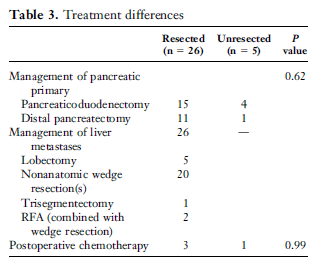 Table 3. Treatment differences
Resected Unresected P
(n = 26) (n = 5) value
Management of pancreatic 0.62
primary
Pancreaticoduodenectomy 15 4
Distal pancreatectomy 11 1
Management of liver 26 —
metastases
Lobectomy 5
Nonanatomic wedge 20
resection(s)
Trisegmentectomy 1
RFA (combined with 2
wedge resection)
Postoperative chemotherapy 3 1 0.99